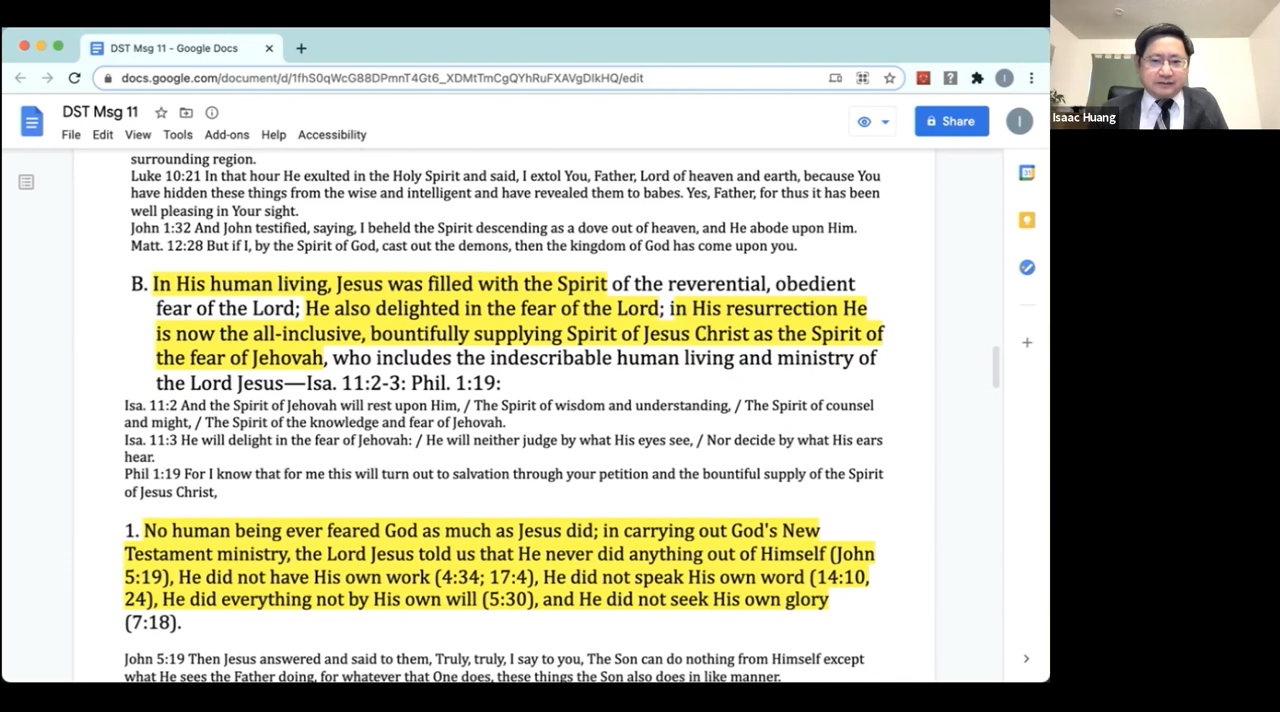 DST Msg 11 - Google Docs
docs.google.com/document/d/1fhS0qWcG88DPmnT4Gt6_XDMtTmCgQYhRuFXAVgDlkHQ/edit
DST Msg 11
File Edit View Tools Add-ons Help Accessibility
Share
I
I
Isaac Huang
surrounding region.
Luke 10:21 In that hour He exulted in the Holy Spirit and said, I extol You, Father, Lord of heaven and earth, because You
have hidden these things from the wise and intelligent and have revealed them to babes. Yes, Father, for thus it has been
well pleasing in Your sight.
John 1:32 And John testified, saying, I beheld the Spirit descending as a dove out of heaven, and He abode upon Him.
Matt. 12:28 But if I, by the Spirit of God, cast out the demons, then the kingdom of God has come upon you.
B. In His human living, Jesus was filled with the Spirit of the reverential, obedient
fear of the Lord; He also delighted in the fear of the Lord; in His resurrection He
is now the all-inclusive, bountifully supplying Spirit of Jesus Christ as the Spirit of
the fear of Jehovah, who includes the indescribable human living and ministry of
the Lord Jesus—Isa. 11:2-3: Phil. 1:19:
Isa. 11:2 And the Spirit of Jehovah will rest upon Him, / The Spirit of wisdom and understanding, / The Spirit of counsel
and might, / The Spirit of the knowledge and fear of Jehovah.
Isa. 11:3 He will delight in the fear of Jehovah: / He will neither judge by what His eyes see, / Nor decide by what His ears
hear.
Phil 1:19 For I know that for me this will turn out to salvation through your petition and the bountiful supply of the Spirit
of Jesus Christ,
1. No human being ever feared God as much as Jesus did; in carrying out God's New
Testament ministry, the Lord Jesus told us that He never did anything out of Himself (John
5:19), He did not have His own work (4:34; 17:4), He did not speak His own word (14:10,
24), He did everything not by His own will (5:30), and He did not seek His own glory
(7:18).
John 5:19 Then Jesus answered and said to them, Truly, truly, I say to you, The Son can do nothing from Himself except
what He sees the Father doing, for whatever that One does, these things the Son also does in like manner.